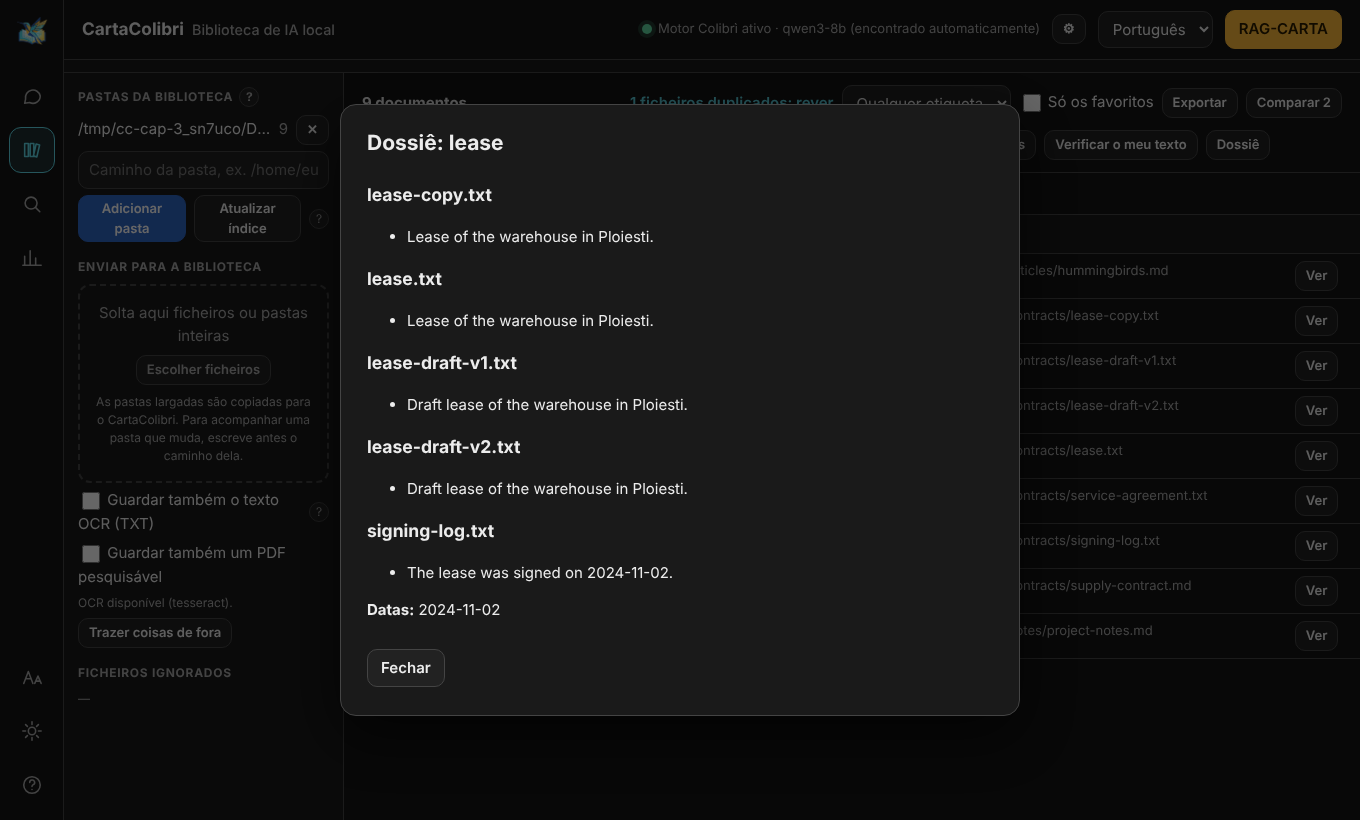 CartaColibri Biblioteca de IA local
Motor Colibri ativo · qwen3-8b (encontrado automaticamente)
Português
RAG-CARTA
PASTAS DA BIBLIOTECA ?
/tmp/cc-cap-3_sn7uco/D... 9 ×
Caminho da pasta, ex. /home/eu
Adicionar pasta
Atualizar índice
?
ENVIAR PARA A BIBLIOTECA
Solta aqui ficheiros ou pastas
inteiras
Escolher ficheiros
As pastas largadas são copiadas para
o CartaColibri. Para acompanhar uma
pasta que muda, escreve antes o
caminho dela.
Guardar também o texto
OCR (TXT)
?
Guardar também um PDF
pesquisável
OCR disponível (tesseract).
Trazer coisas de fora
FICHEIROS IGNORADOS
—
9 documentos
1 ficheiros duplicados: rever
Qualquer etiqueta
Só os favoritos
Exportar
Comparar 2
Verificar o meu texto
Dossiê
Dossiê: lease
lease-copy.txt
• Lease of the warehouse in Ploiesti.
lease.txt
• Lease of the warehouse in Ploiesti.
lease-draft-v1.txt
• Draft lease of the warehouse in Ploiesti.
lease-draft-v2.txt
• Draft lease of the warehouse in Ploiesti.
signing-log.txt
• The lease was signed on 2024-11-02.
Datas: 2024-11-02
Fechar
ticles/hummingbirds.md Ver
ontracts/lease-copy.txt Ver
ontracts/lease-draft-v1.txt Ver
ontracts/lease-draft-v2.txt Ver
ontracts/lease.txt Ver
ontracts/service-agreement.txt Ver
ontracts/signing-log.txt Ver
ontracts/supply-contract.md Ver
otes/project-notes.md Ver
AA